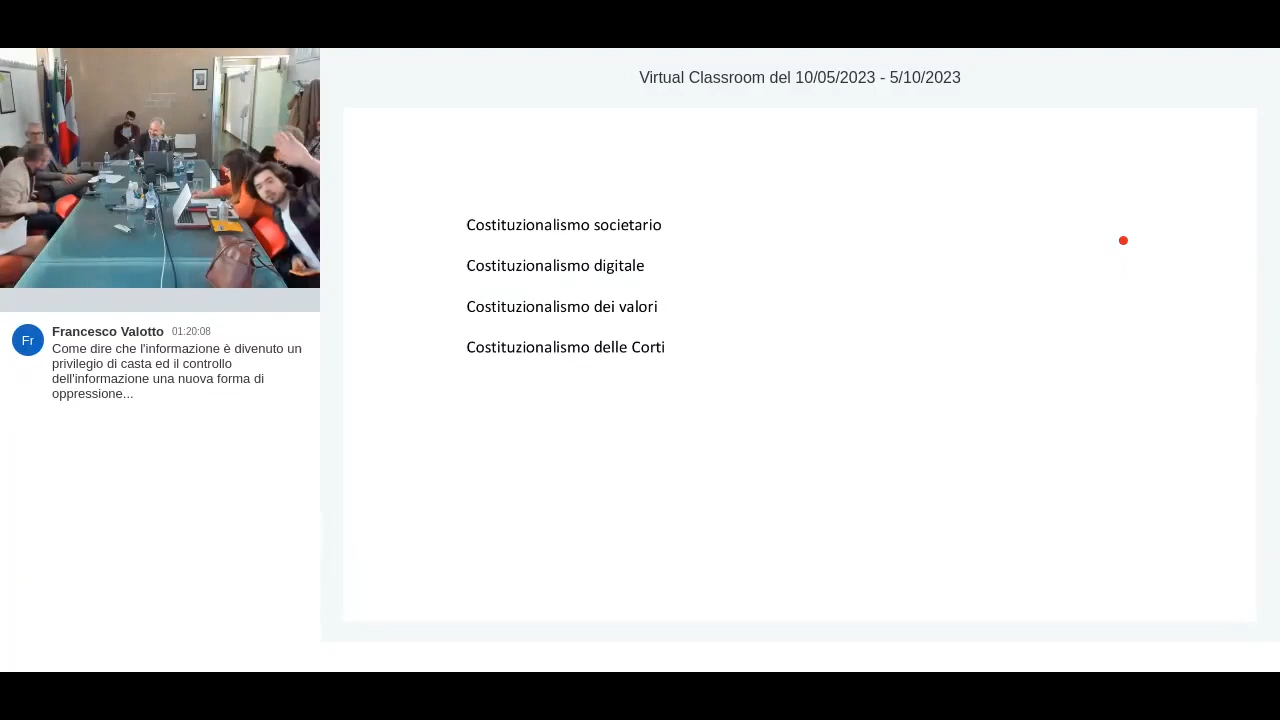 Virtual Classroom del 10/05/2023 - 5/10/2023
Costituzionalismo societario
Costituzionalismo digitale
Costituzionalismo dei valori
Costituzionalismo delle Corti
Fr
Francesco Valotto 01:20:08
Come dire che l'informazione è divenuto un
privilegio di casta ed il controllo
dell'informazione una nuova forma di
oppressione...